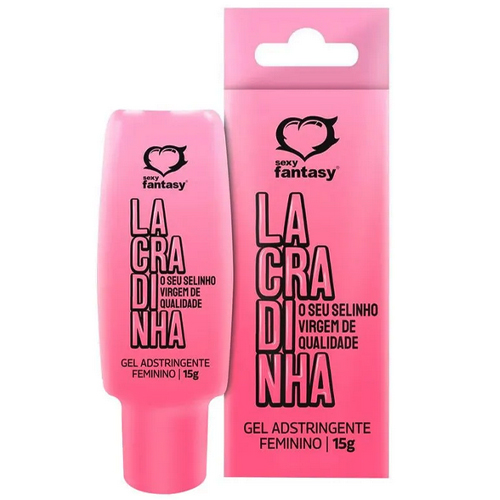 sexy
fantasy®
LA
CRA
DI
NHA
O SEU SELINHO
VIRGEM DE
QUALIDADE
GEL ADSTRINGENTE
FEMININO | 15g
sexy
fantasy®
LA
CRA
DI
NHA
O SEU SELINHO
VIRGEM DE
QUALIDADE
GEL ADSTRINGENTE
FEMININO | 15g